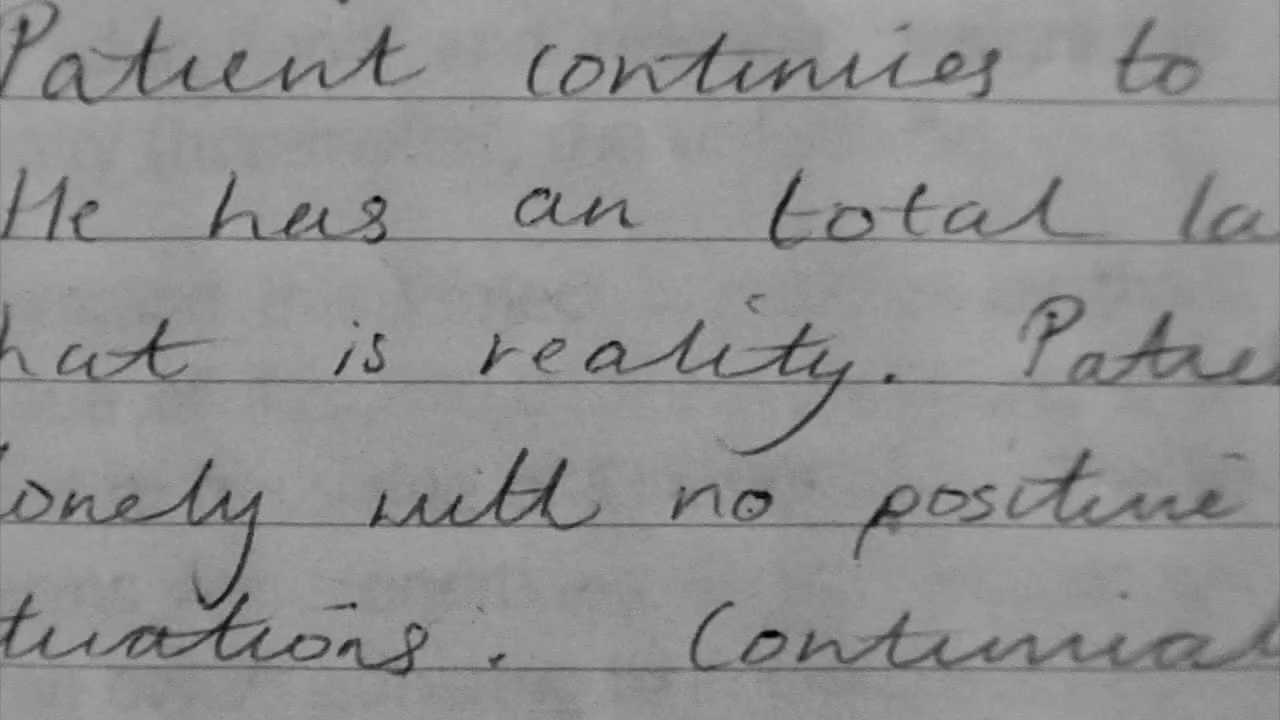 Patient continues to
He has an total la
hat is reality. Patie
onely with no positive
tuations. Continual